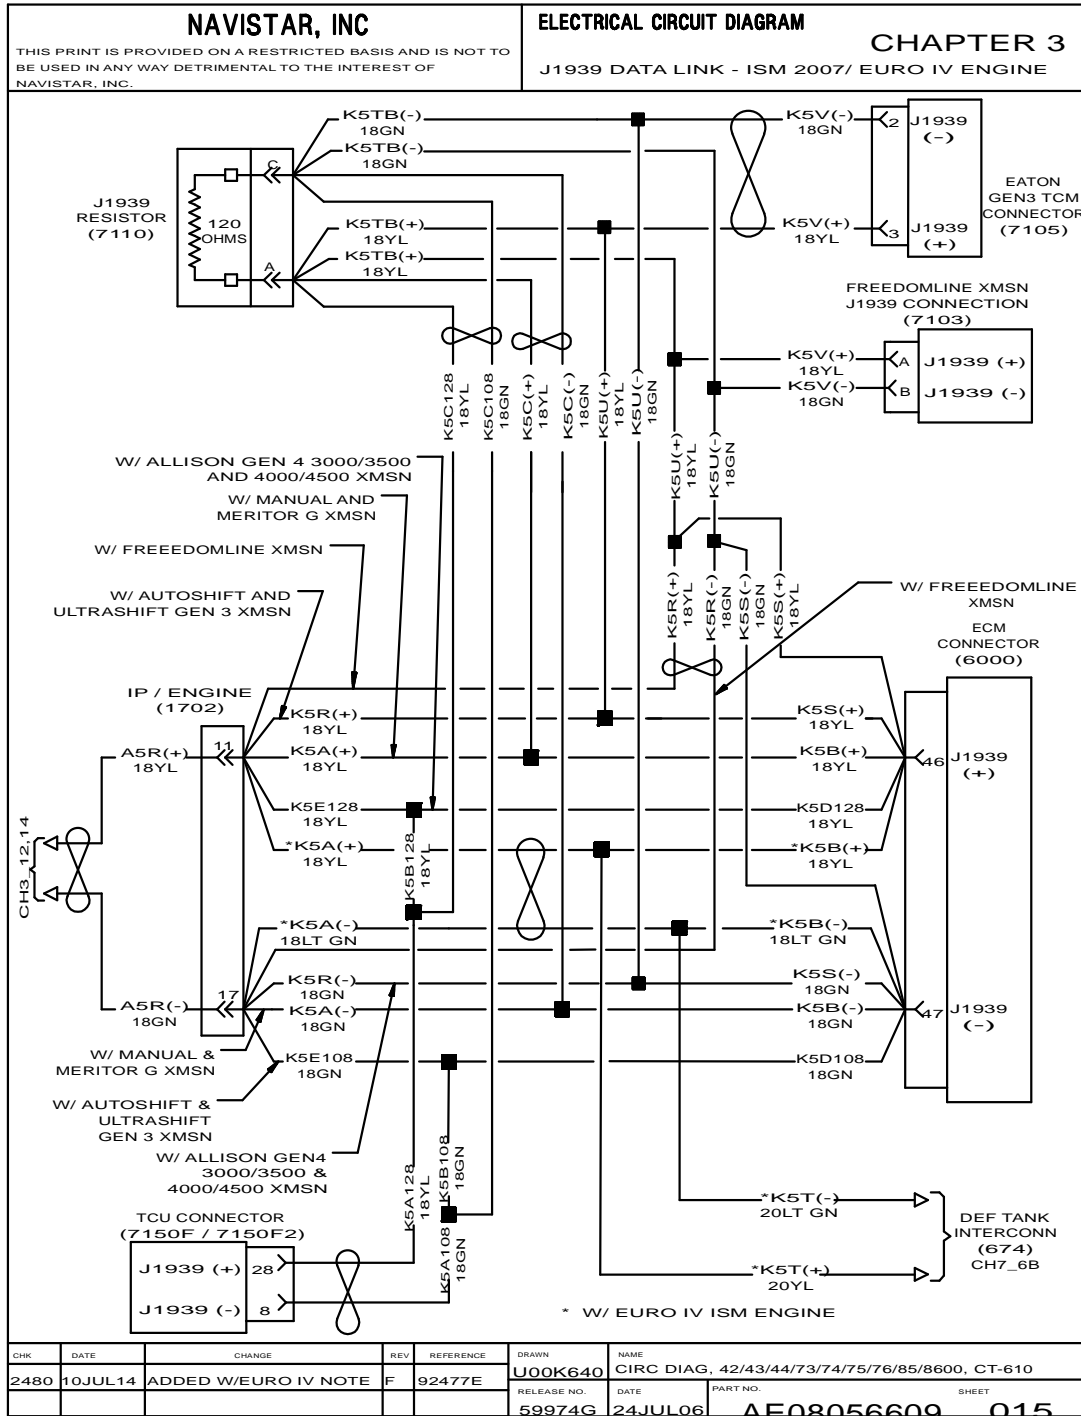 NAVISTAR, INC
THIS PRINT IS PROVIDED ON A RESTRICTED BASIS AND IS NOT TO
BE USED IN ANY WAY DETRIMENTAL TO THE INTEREST OF
NAVISTAR, INC.
ELECTRICAL CIRCUIT DIAGRAM
CHAPTER 3
J1939 DATA LINK - ISM 2007/ EURO IV ENGINE
K5TB(-)
18GN
K5TB(-)
18GN
K5V(-)
18GN
2
J1939
(-)
C
J1939
RESISTOR
(7110)
120
OHMS
A
K5TB(+)
18YL
K5TB(+)
18YL
K5V(+)
18YL
3
J1939
(+)
EATON
GEN3 TCM
CONNECTOR
(7105)
FREEDOMLINE XMSN
J1939 CONNECTION
(7103)
K5V(+)
18YL
A
J1939 (+)
K5V(-)
18GN
B
J1939 (-)
K5C128
18YL
K5C108
18GN
K5C(+)
18YL
K5C(-)
18GN
K5U(+)
18YL
K5U(-)
18GN
K5U(+)
18YL
K5U(-)
18GN
W/ ALLISON GEN 4 3000/3500
AND 4000/4500 XMSN
W/ MANUAL AND
MERITOR G XMSN
W/ FREEEDOMLINE XMSN
W/ AUTOSHIFT AND
ULTRASHIFT GEN 3 XMSN
K5R(+)
18YL
K5R(-)
18GN
K5S(-)
18GN
K5S(+)
18YL
W/ FREEEDOMLINE
XMSN
ECM
CONNECTOR
(6000)
IP / ENGINE
(1702)
A5R(+)
18YL
11
K5R(+)
18YL
K5A(+)
18YL
K5E128
18YL
*K5A(+)
18YL
K5S(+)
18YL
K5B(+)
18YL
K5D128
18YL
*K5B(+)
18YL
46
J1939
(+)
CH3_12,14
K5B128
18YL
*K5A(-)
18LT GN
K5R(-)
18GN
K5A(-)
18GN
K5E108
18GN
*K5B(-)
18LT GN
K5S(-)
18GN
K5B(-)
18GN
K5D108
18GN
47
J1939
(-)
A5R(-)
18GN
17
W/ MANUAL &
MERITOR G XMSN
W/ AUTOSHIFT &
ULTRASHIFT
GEN 3 XMSN
W/ ALLISON GEN4
3000/3500 &
4000/4500 XMSN
K5A128
18YL
K5B108
18GN
K5A108
18GN
TCU CONNECTOR
(7150F / 7150F2)
J1939 (+)
28
J1939 (-)
8
*K5T(-)
20LT GN
*K5T(+)
20YL
DEF TANK
INTERCONN
(674)
CH7_6B
* W/ EURO IV ISM ENGINE
CHK DATE CHANGE REV REFERENCE
2480 10JUL14 ADDED W/EURO IV NOTE F 92477E
DRAWN
U00K640
NAME
CIRC DIAG, 42/43/44/73/74/75/76/85/8600, CT-610
RELEASE NO.
59974G
DATE
24JUL06
PART NO.
AE08056609
SHEET
015